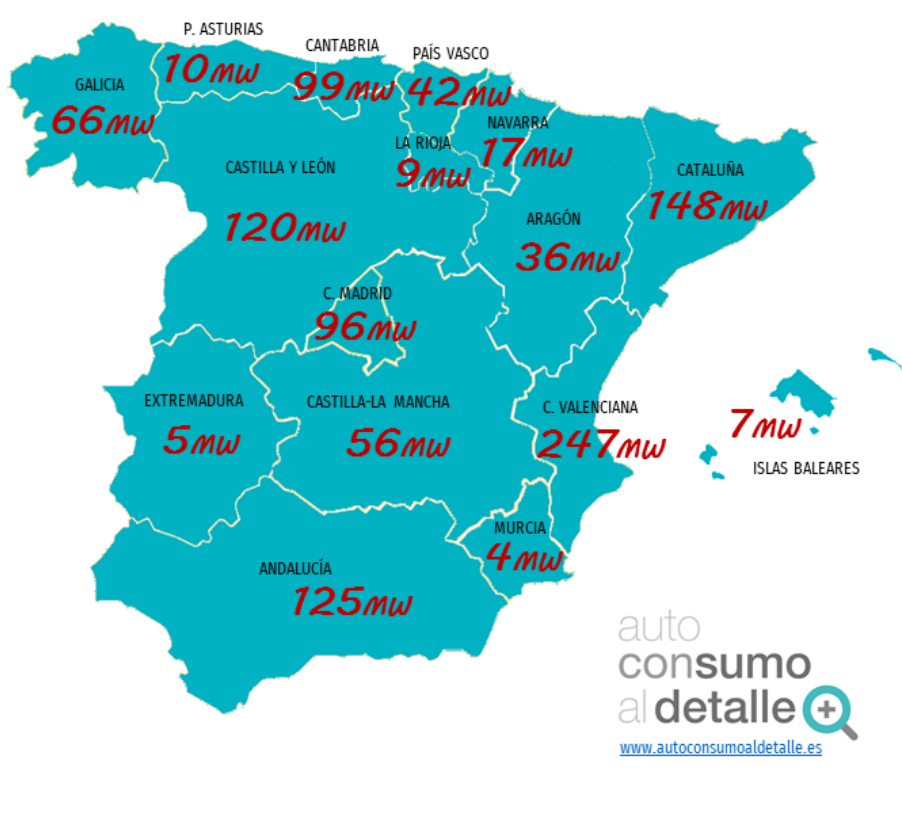 P. ASTURIAS
10MW
CANTABRIA
99MW
PAÍS VASCO
42MW
GALICIA
66MW
NAVARRA
17MW
LA RIOJA
9MW
CASTILLA Y LEÓN
120MW
CATALUÑA
148MW
ARAGÓN
36MW
C. MADRID
96MW
EXTREMADURA
5MW
CASTILLA-LA MANCHA
56MW
C. VALENCIANA
247MW
7MW
ISLAS BALEARES
MURCIA
4MW
ANDALUCÍA
125MW
auto
consumo
al detalle
www.autoconsumoaldetalle.es